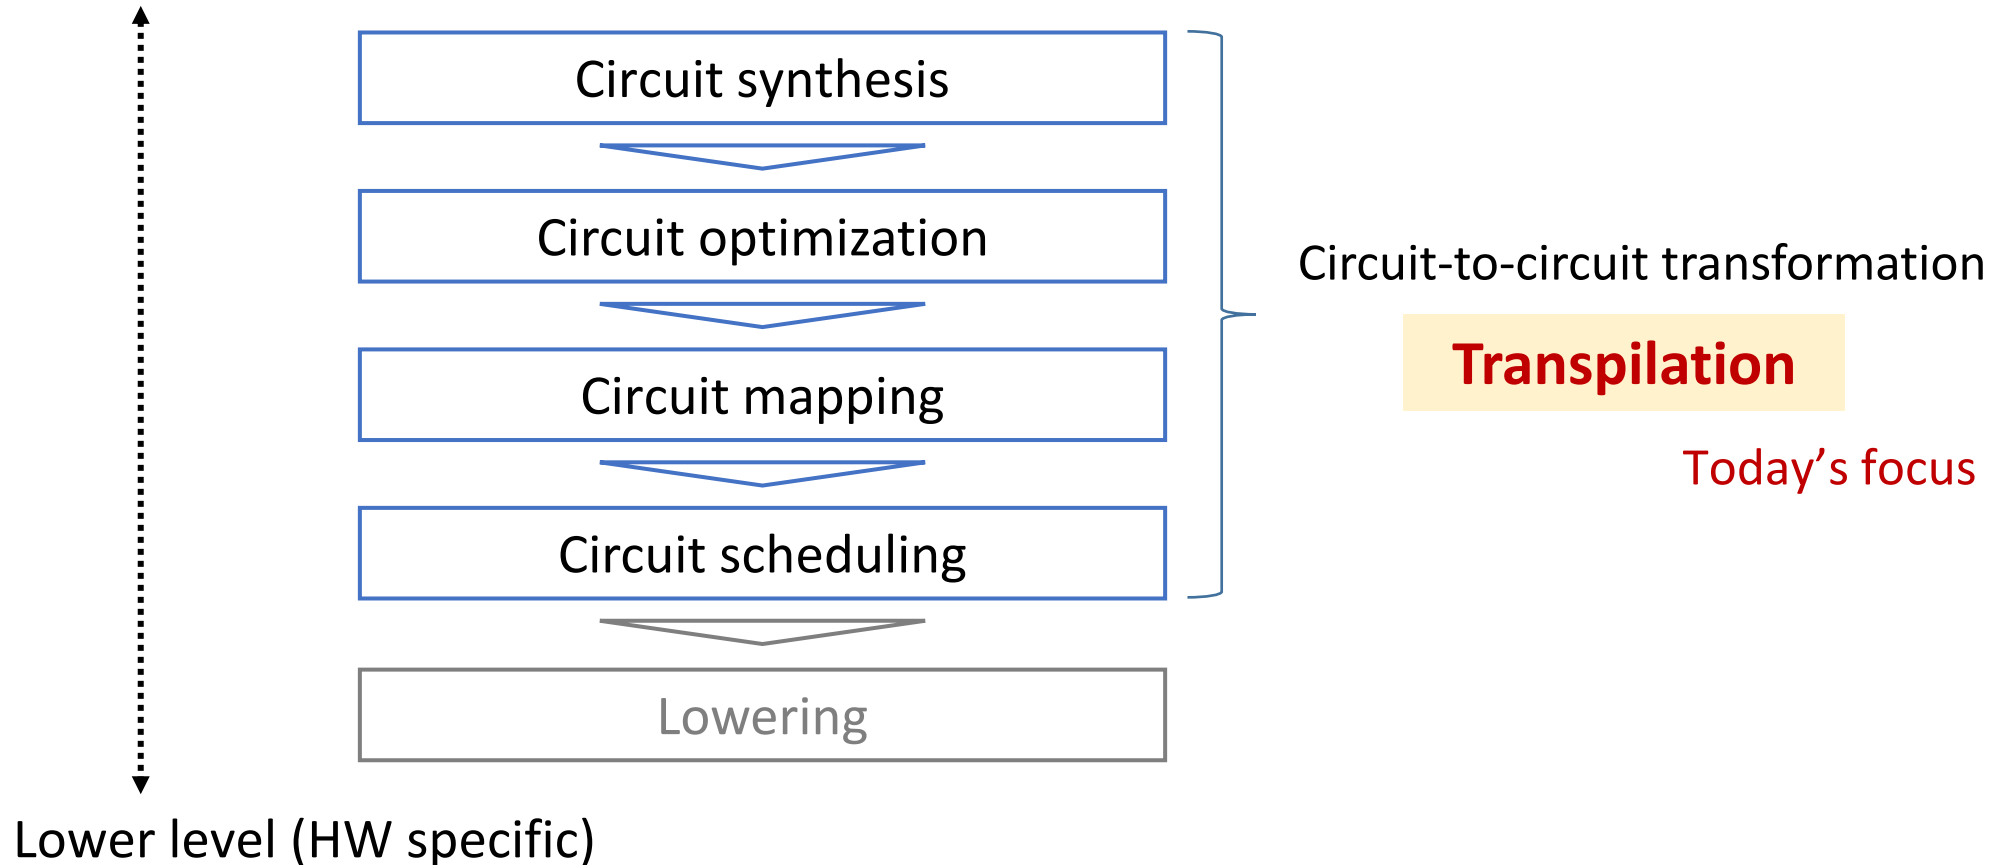 Circuit synthesis
Circuit optimization
Circuit mapping
Circuit scheduling
Lowering
Circuit-to-circuit transformation
Transpilation
Today’s focus
Lower level (HW specific)